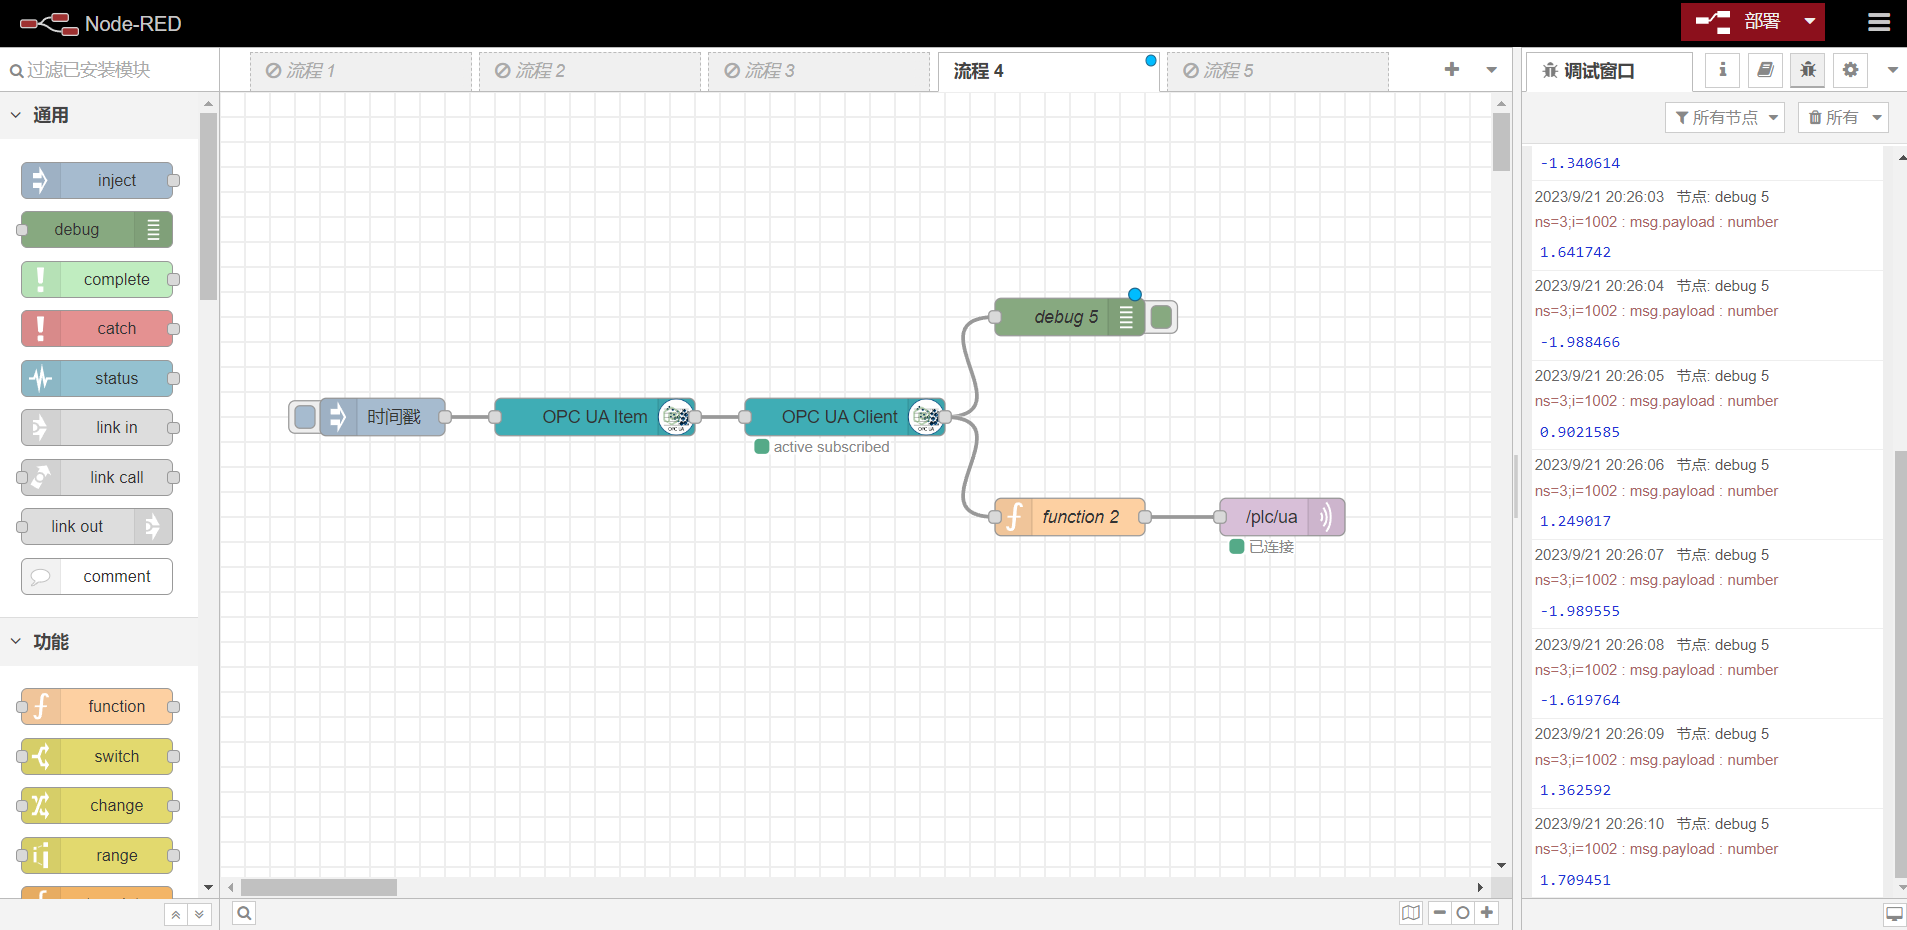 Node-RED
部署
过滤已安装模块
流程 1
流程 2
流程 3
流程 4
流程 5
调试窗口
所有节点
所有
通用
inject
debug
complete
catch
status
link in
link call
link out
comment
功能
function
switch
change
range
时间戳
OPC UA Item
OPC UA
OPC UA Client
OPC UA
active subscribed
debug 5
function 2
/plc/ua
已连接
-1.340614
2023/9/21 20:26:03 节点: debug 5
ns=3;i=1002 : msg.payload : number
1.641742
2023/9/21 20:26:04 节点: debug 5
ns=3;i=1002 : msg.payload : number
-1.988466
2023/9/21 20:26:05 节点: debug 5
ns=3;i=1002 : msg.payload : number
0.9021585
2023/9/21 20:26:06 节点: debug 5
ns=3;i=1002 : msg.payload : number
1.249017
2023/9/21 20:26:07 节点: debug 5
ns=3;i=1002 : msg.payload : number
-1.989555
2023/9/21 20:26:08 节点: debug 5
ns=3;i=1002 : msg.payload : number
-1.619764
2023/9/21 20:26:09 节点: debug 5
ns=3;i=1002 : msg.payload : number
1.362592
2023/9/21 20:26:10 节点: debug 5
ns=3;i=1002 : msg.payload : number
1.709451